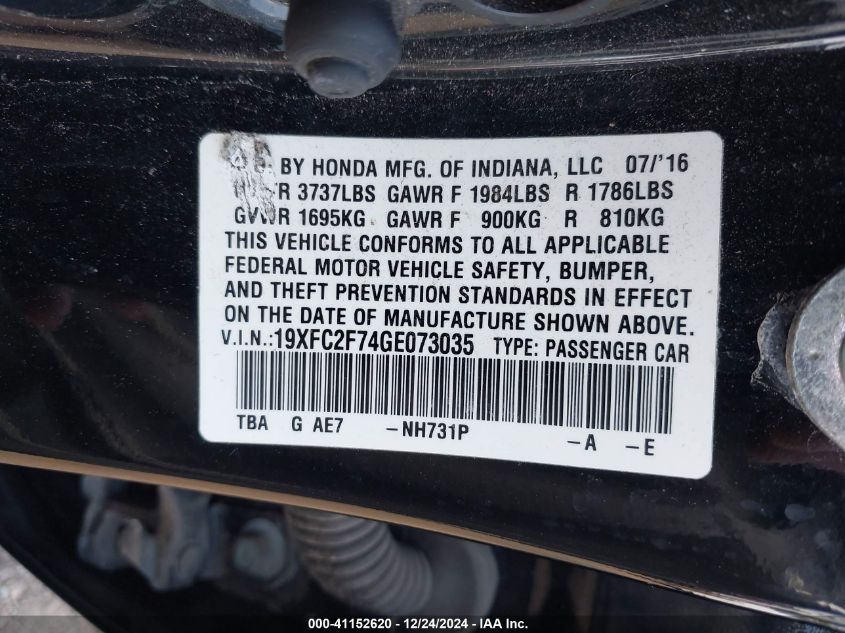 BY HONDA MFG. OF INDIANA, LLC 07/'16
R 3737LBS GAWR F 1984LBS R 1786LBS
GVWR 1695KG GAWR F 900KG R 810KG
THIS VEHICLE CONFORMS TO ALL APPLICABLE
FEDERAL MOTOR VEHICLE SAFETY, BUMPER,
AND THEFT PREVENTION STANDARDS IN EFFECT
ON THE DATE OF MANUFACTURE SHOWN ABOVE.
V.I.N.:19XFC2F74GE073035 TYPE: PASSENGER CAR
TBA G AE7 -NH731P -A -E
000-41152620 - 12/24/2024 - IAA Inc.